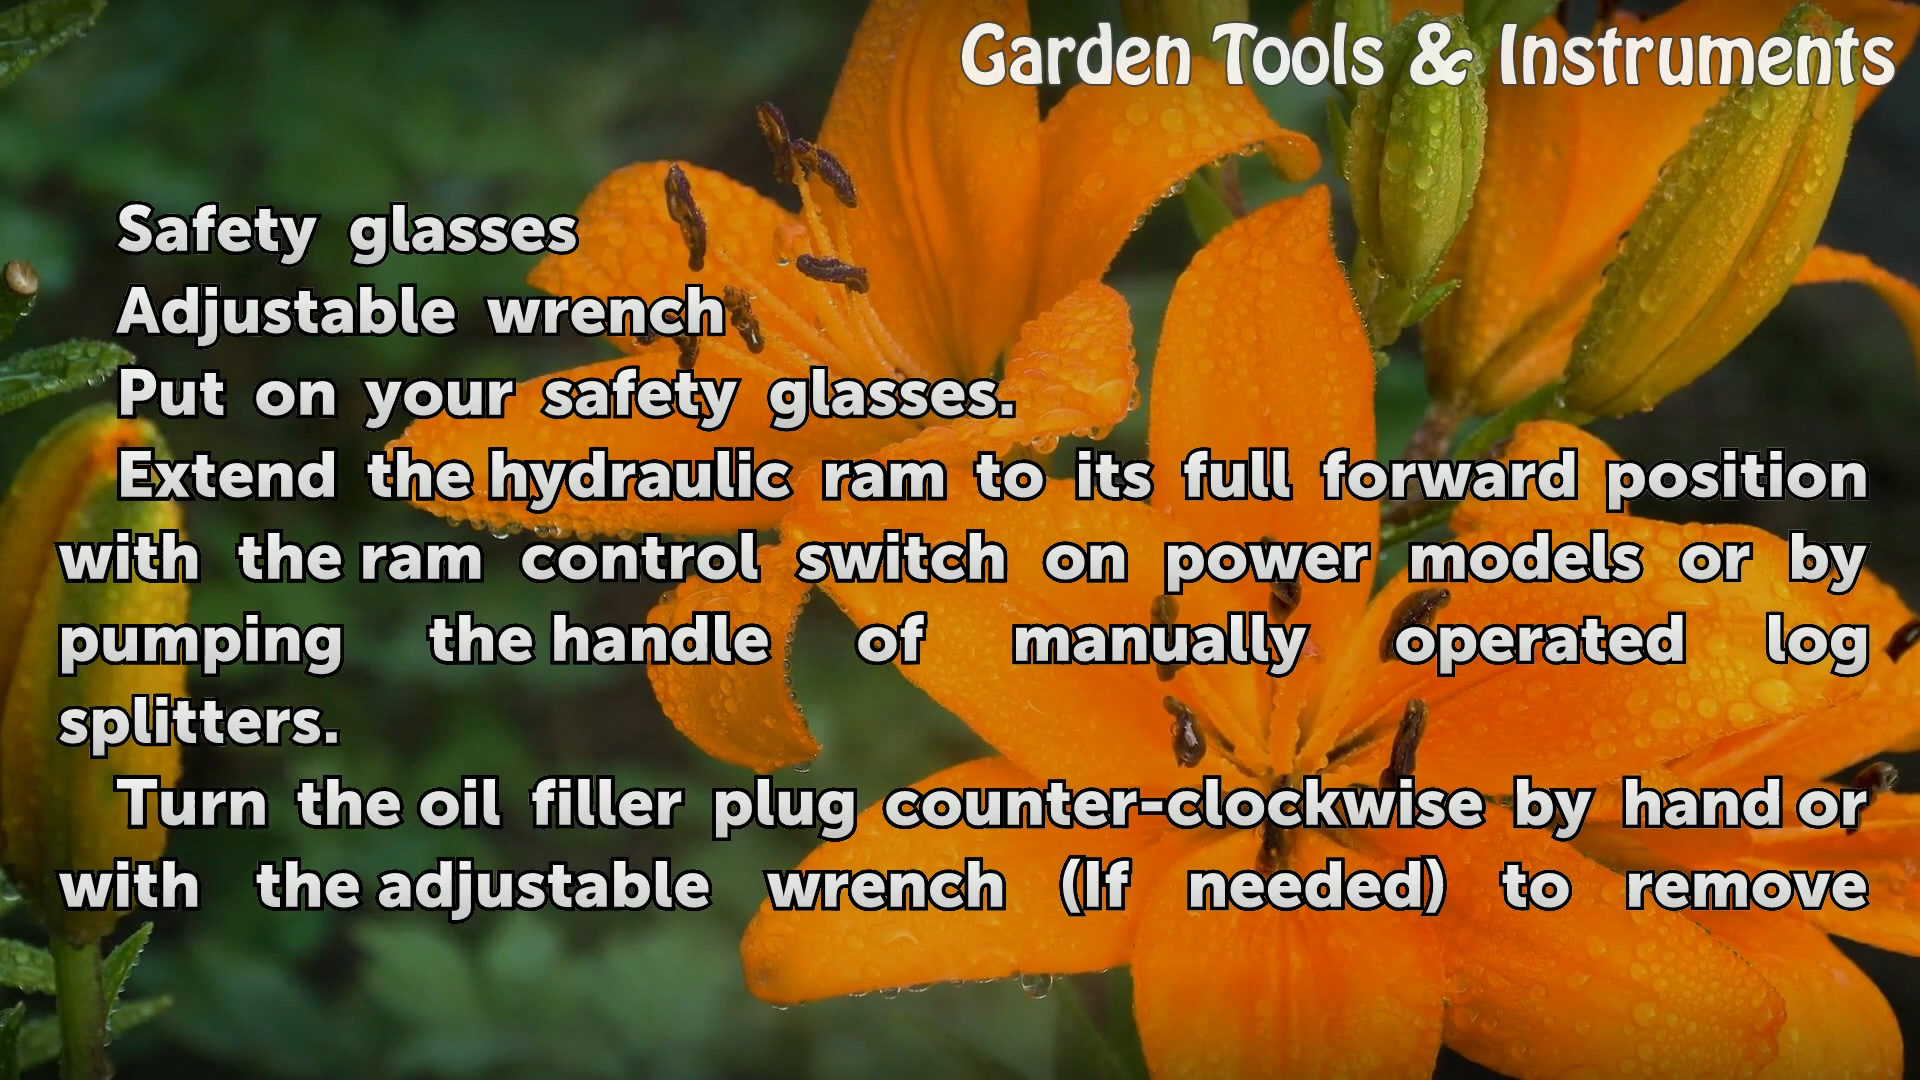 Garden Tools & Instruments
Safety glasses
Adjustable wrench
Put on your safety glasses.
Extend the hydraulic ram to its full forward position
with the ram control switch on power models or by
pumping the handle of manually operated log
splitters.
Turn the oil filler plug counter-clockwise by hand or
with the adjustable wrench (If needed) to remove